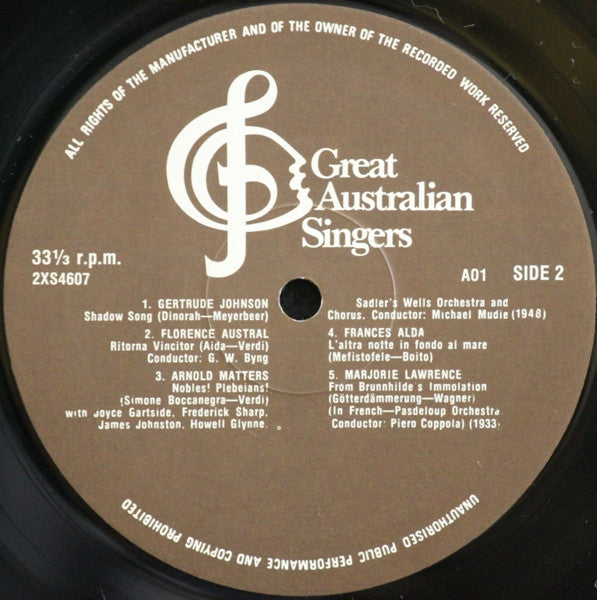 ALL RIGHTS OF THE MANUFACTURER AND OF THE OWNER OF THE RECORDED WORK RESERVED
Great
Australian
Singers
33⅓ r.p.m.
2XS4607
A01 SIDE 2
1. GERTRUDE JOHNSON
Shadow Song (Dinorah—Meyerbeer)
2. FLORENCE AUSTRAL
Ritorna Vincitor (Aida—Verdi)
Conductor: G. W. Byng
3. ARNOLD MATTERS
Nobles! Plebeians!
(Simone Boccanegra—Verdi)
with Joyce Gartside, Frederick Sharp,
James Johnston, Howell Glynne,
Sadler's Wells Orchestra and
Chorus. Conductor: Michael Mudie (1948)
4. FRANCES ALDA
L'altra notte in fondo al mare
(Mefistofele—Boito)
5. MARJORIE LAWRENCE
From Brunnhilde's Immolation
(Götterdämmerung—Wagner)
(In French—Pasdeloup Orchestra
Conductor: Piero Coppola) (1933)
UNAUTHORISED PUBLIC PERFORMANCE AND COPYING PROHIBITED